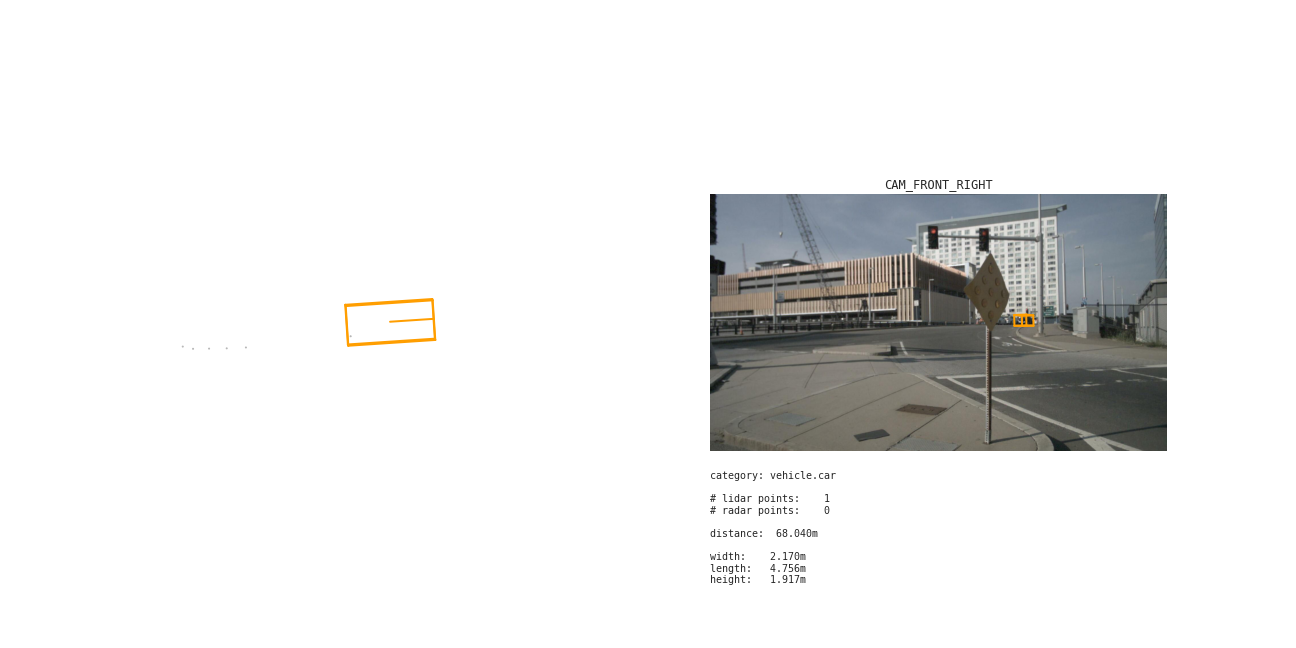 CAM_FRONT_RIGHT
category: vehicle.car
# lidar points:    1
# radar points:    0
distance:  68.040m
width:    2.170m
length:   4.756m
height:   1.917m